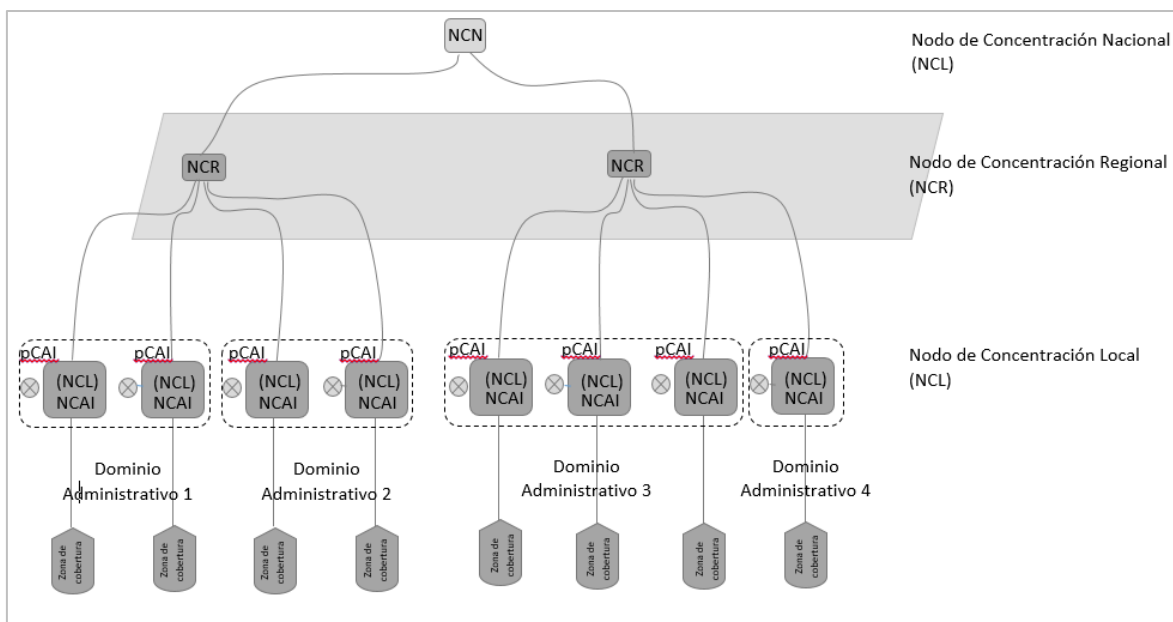 NCN
Nodo de Concentración Nacional
(NCL)
NCR
NCR
Nodo de Concentración Regional
(NCR)
pCAI
pCAI
pCAI
pCAI
pCAI
pCAI
pCAI
pCAI
Nodo de Concentración Local
(NCL)
(NCL)
NCAI
(NCL)
NCAI
(NCL)
NCAI
(NCL)
NCAI
(NCL)
NCAI
(NCL)
NCAI
(NCL)
NCAI
(NCL)
NCAI
Dominio
Administrativo 1
Dominio
Administrativo 2
Dominio
Administrativo 3
Dominio
Administrativo 4
Zona de
cobertura
Zona de
cobertura
Zona de
cobertura
Zona de
cobertura
Zona de
cobertura
Zona de
cobertura
Zona de
cobertura
Zona de
cobertura